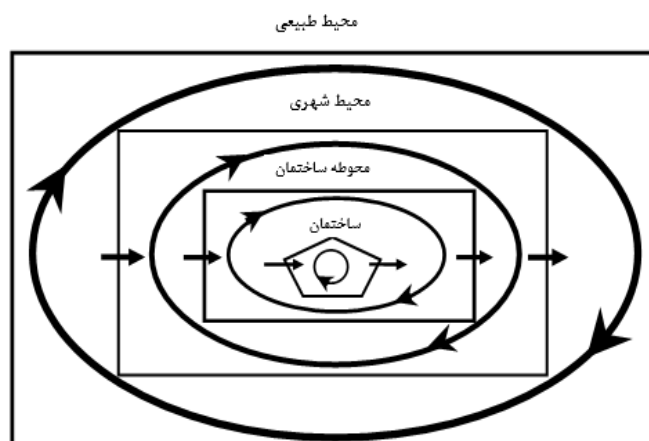 محیط طبیعی
محیط شهری
محوطه ساختمان
ساختمان